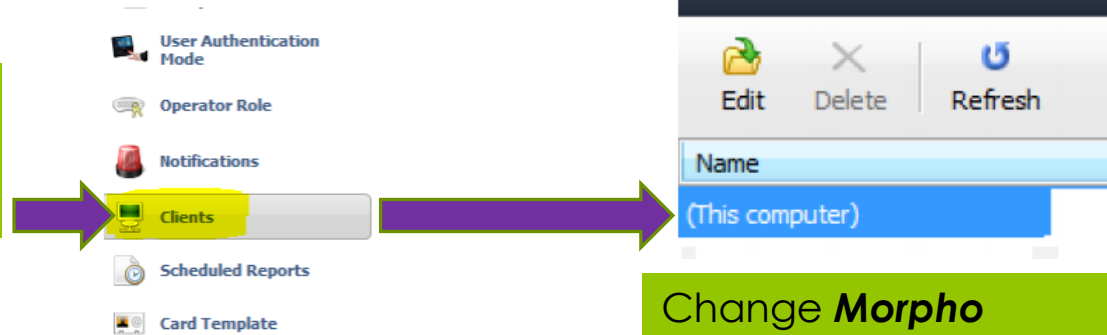 User Authentication
Mode
Operator Role
Notifications
Clients
Scheduled Reports
Card Template
Edit Delete Refresh
Name
(This computer)
Change Morpho